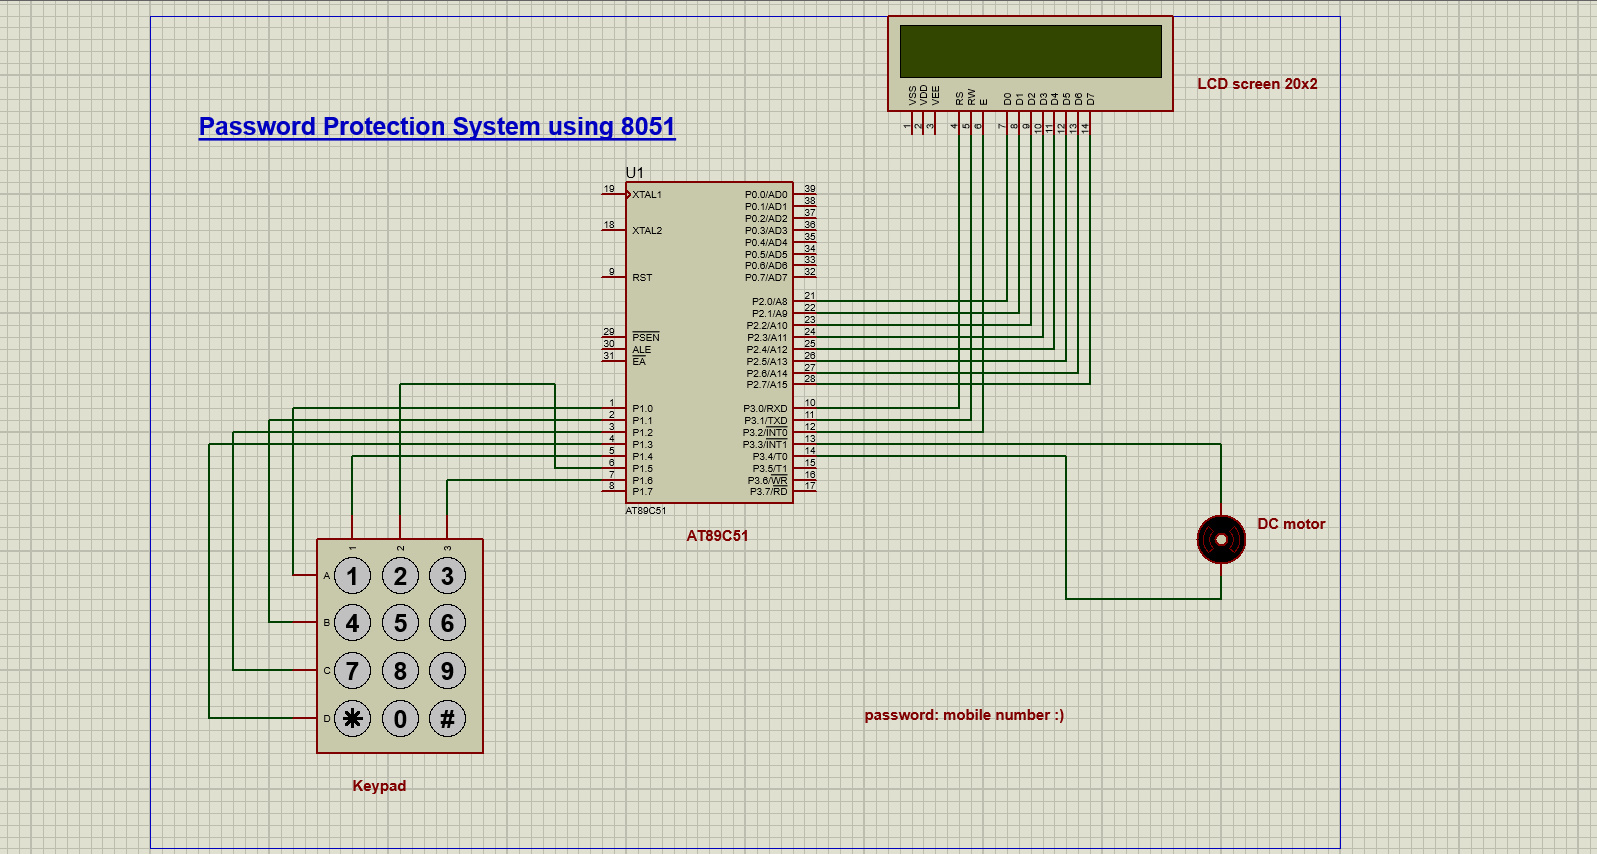 LCD screen 20x2
VSS
VDD
VEE
RS
RW
E
D0
D1
D2
D3
D4
D5
D6
D7
1
2
3
4
5
6
7
8
9
10
11
12
13
14
Password Protection System using 8051
U1
19 XTAL1
18 XTAL2
9 RST
29 PSEN
30 ALE
31 EA
1 P1.0
2 P1.1
3 P1.2
4 P1.3
5 P1.4
6 P1.5
7 P1.6
8 P1.7
P0.0/AD0 39
P0.1/AD1 38
P0.2/AD2 37
P0.3/AD3 36
P0.4/AD4 35
P0.5/AD5 34
P0.6/AD6 33
P0.7/AD7 32
P2.0/A8 21
P2.1/A9 22
P2.2/A10 23
P2.3/A11 24
P2.4/A12 25
P2.5/A13 26
P2.6/A14 27
P2.7/A15 28
P3.0/RXD 10
P3.1/TXD 11
P3.2/INT0 12
P3.3/INT1 13
P3.4/T0 14
P3.5/T1 15
P3.6/WR 16
P3.7/RD 17
AT89C51
AT89C51
DC motor
1 2 3
A 1 2 3
B 4 5 6
C 7 8 9
D * 0 #
Keypad
password: mobile number :)